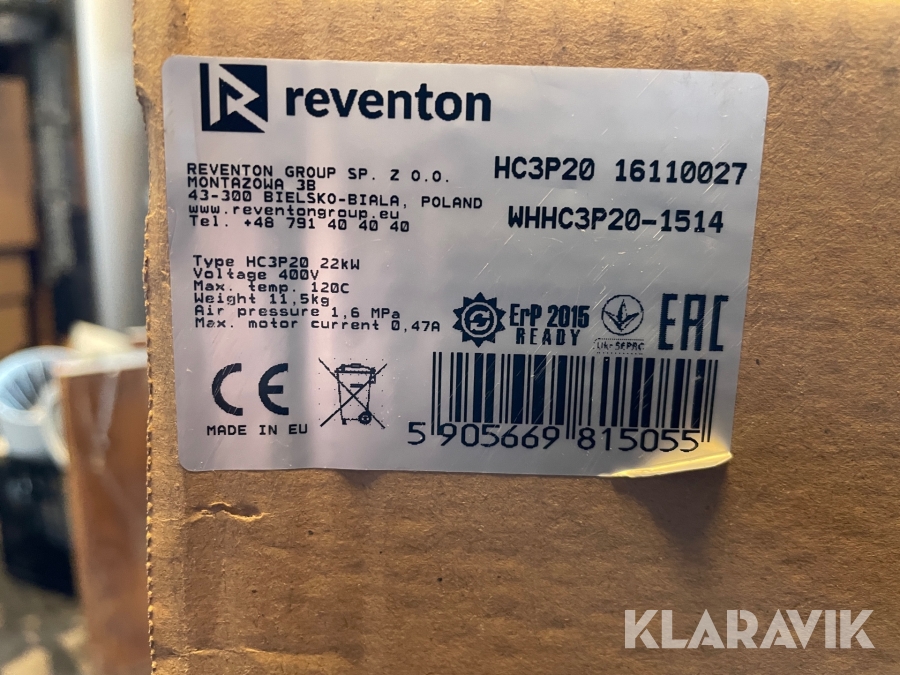 reventon
REVENTON GROUP SP. Z O.O.
MONTAZOWA 3B
43-300 BIELSKO-BIALA, POLAND
www.reventongroup.eu
Tel. +48 791 40 40 40
HC3P20 16110027
WHHC3P20-1514
Type HC3P20 22kW
Voltage 400V
Max. temp. 120C
Weight 11,5kg
Air pressure 1,6 MPa
Max. motor current 0,47A
ErP 2015
READY
EAC
CE
MADE IN EU
5 905669 815055
KLARAVIK